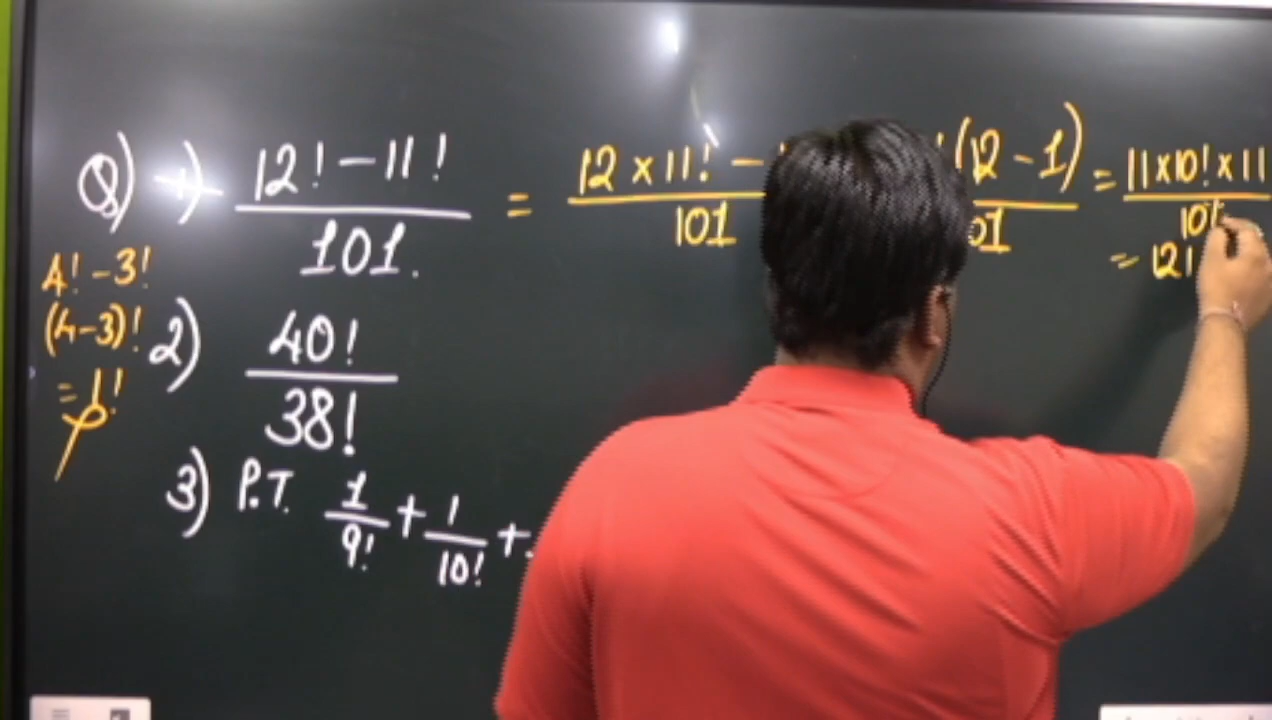 Q) 1) 12! - 11! / 101. = 12 x 11! - / 101 (12 - 1) / 01 = 11 x 10! x 11 / 10!
= 121
4! - 3!
(4-3)!
= 1!
2) 40! / 38!
3) P.T. 1/9! + 1/10! +